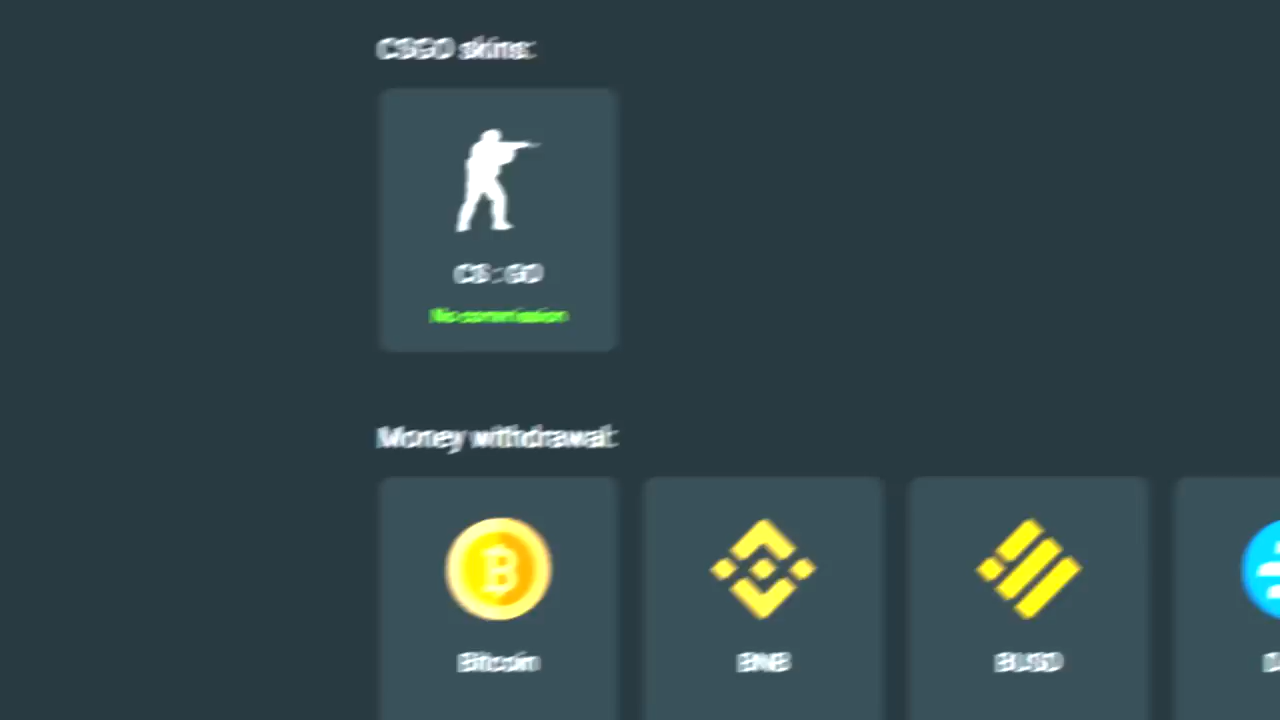 CSGO skins:
CS:GO
No commission
Money withdrawal:
Bitcoin
BNB
BUSD